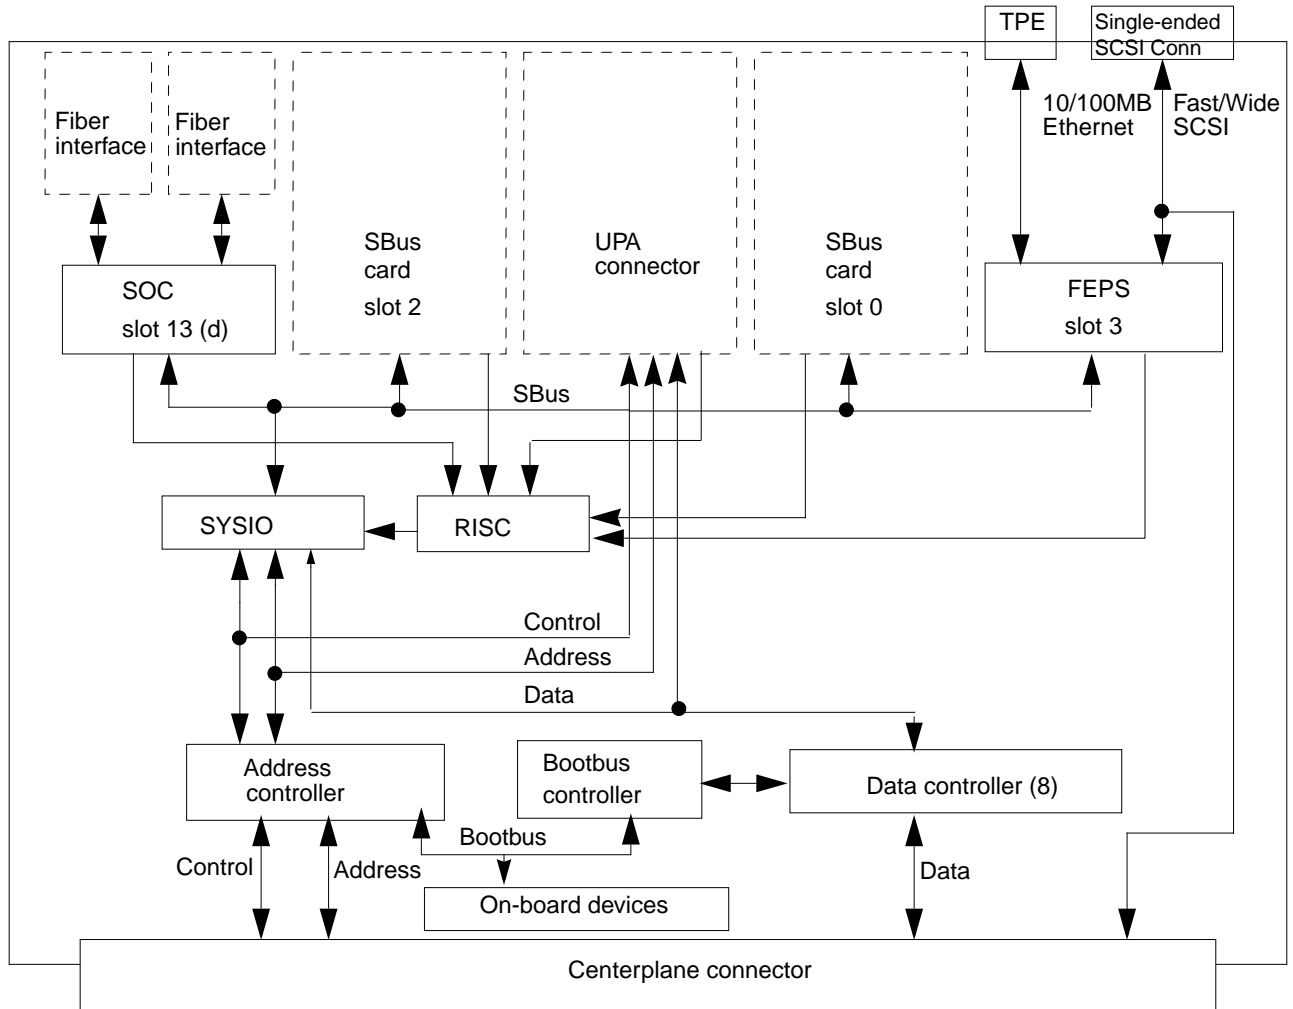 TPE
Single-ended
SCSI Conn
Fiber
interface
Fiber
interface
10/100MB
Ethernet
Fast/Wide
SCSI
SBus
card
slot 2
UPA
connector
SBus
card
slot 0
SOC
slot 13 (d)
FEPS
slot 3
SBus
SYSIO
RISC
Control
Address
Data
Address
controller
Bootbus
controller
Data controller (8)
Bootbus
Control
Address
Data
On-board devices
Centerplane connector